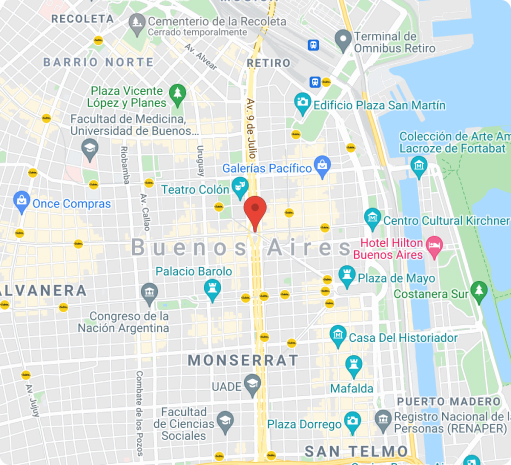 RECOLETA
Cementerio de la Recoleta
Cerrado temporalmente
Terminal de
Omnibus Retiro
BARRIO NORTE
Av. Alvear
RETIRO
Av. 9 de Julio
Plaza Vicente
López y Planes
Edificio Plaza San Martín
Facultad de Medicina,
Universidad de Buenos...
Colección de Arte Am
Lacroze de Fortabat
Riobamba
Uruguay
Galerías Pacífico
Teatro Colón
Av. Callao
Once Compras
Centro Cultural Kirchner
Buenos Aires
Hotel Hilton
Buenos Aires
Palacio Barolo
Plaza de Mayo
ALVANERA
Costanera Sur
Congreso de la
Nación Argentina
Casa Del Historiador
MONSERRAT
Mafalda
UADE
Av. Jujuy
Combate de los Pozos
PUERTO MADERO
Facultad
de Ciencias
Sociales
Plaza Dorrego
Registro Nacional de la
Personas (RENAPER)
SAN TELMO